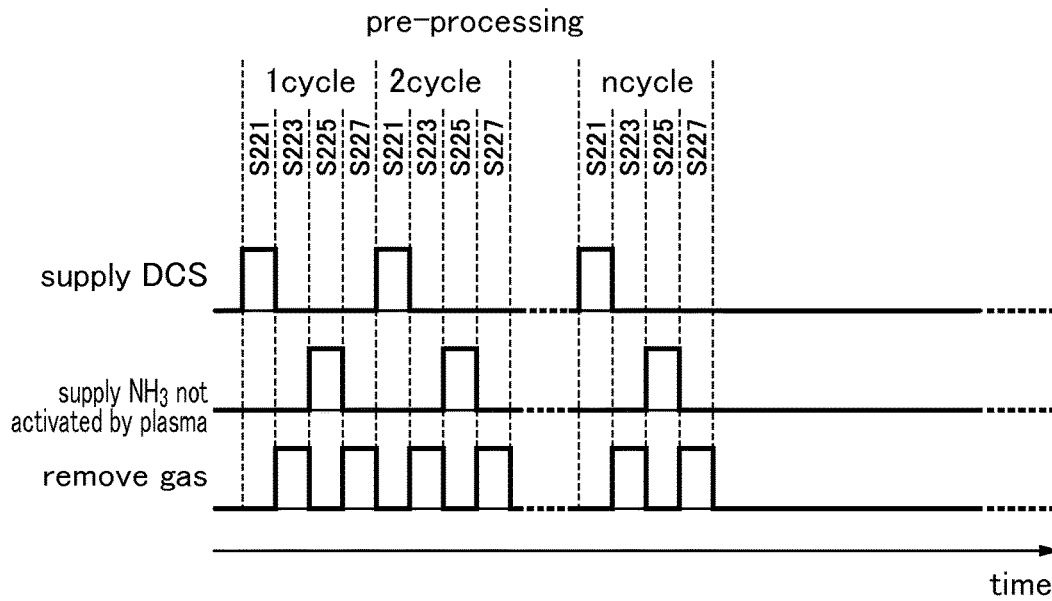 pre-processing
1cycle 2cycle ncycle
S221 S223 S225 S227 S221 S223 S225 S227 S221 S223 S225 S227
supply DCS
supply NH₃ not
activated by plasma
remove gas
time